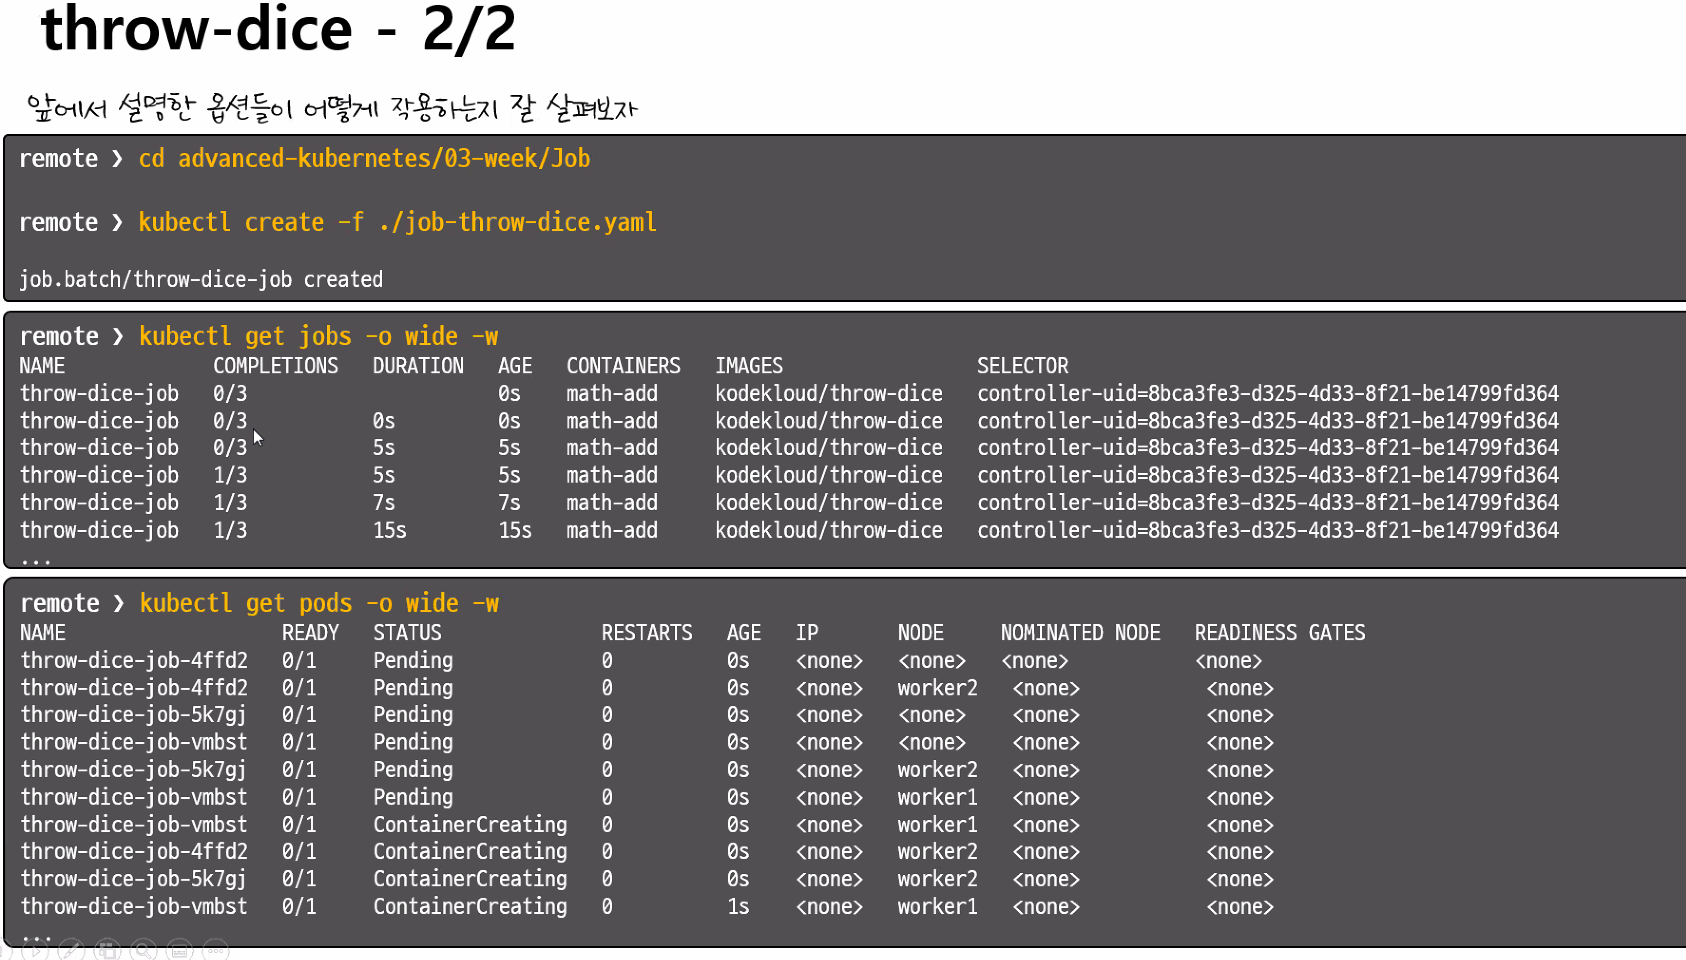 throw-dice - 2/2
앞에서 설명한 옵션들이 어떻게 작용하는지 잘 살펴보자
remote ❯ cd advanced-kubernetes/03-week/Job
remote ❯ kubectl create -f ./job-throw-dice.yaml
job.batch/throw-dice-job created
remote ❯ kubectl get jobs -o wide -w
NAME COMPLETIONS DURATION AGE CONTAINERS IMAGES SELECTOR
throw-dice-job 0/3 0s math-add kodekloud/throw-dice controller-uid=8bca3fe3-d325-4d33-8f21-be14799fd364
throw-dice-job 0/3 0s 0s math-add kodekloud/throw-dice controller-uid=8bca3fe3-d325-4d33-8f21-be14799fd364
throw-dice-job 0/3 5s 5s math-add kodekloud/throw-dice controller-uid=8bca3fe3-d325-4d33-8f21-be14799fd364
throw-dice-job 1/3 5s 5s math-add kodekloud/throw-dice controller-uid=8bca3fe3-d325-4d33-8f21-be14799fd364
throw-dice-job 1/3 7s 7s math-add kodekloud/throw-dice controller-uid=8bca3fe3-d325-4d33-8f21-be14799fd364
throw-dice-job 1/3 15s 15s math-add kodekloud/throw-dice controller-uid=8bca3fe3-d325-4d33-8f21-be14799fd364
...
remote ❯ kubectl get pods -o wide -w
NAME READY STATUS RESTARTS AGE IP NODE NOMINATED NODE READINESS GATES
throw-dice-job-4ffd2 0/1 Pending 0 0s <none> <none> <none> <none>
throw-dice-job-4ffd2 0/1 Pending 0 0s <none> worker2 <none> <none>
throw-dice-job-5k7gj 0/1 Pending 0 0s <none> <none> <none> <none>
throw-dice-job-vmbst 0/1 Pending 0 0s <none> <none> <none> <none>
throw-dice-job-5k7gj 0/1 Pending 0 0s <none> worker2 <none> <none>
throw-dice-job-vmbst 0/1 Pending 0 0s <none> worker1 <none> <none>
throw-dice-job-vmbst 0/1 ContainerCreating 0 0s <none> worker1 <none> <none>
throw-dice-job-4ffd2 0/1 ContainerCreating 0 0s <none> worker2 <none> <none>
throw-dice-job-5k7gj 0/1 ContainerCreating 0 0s <none> worker2 <none> <none>
throw-dice-job-vmbst 0/1 ContainerCreating 0 1s <none> worker1 <none> <none>
...